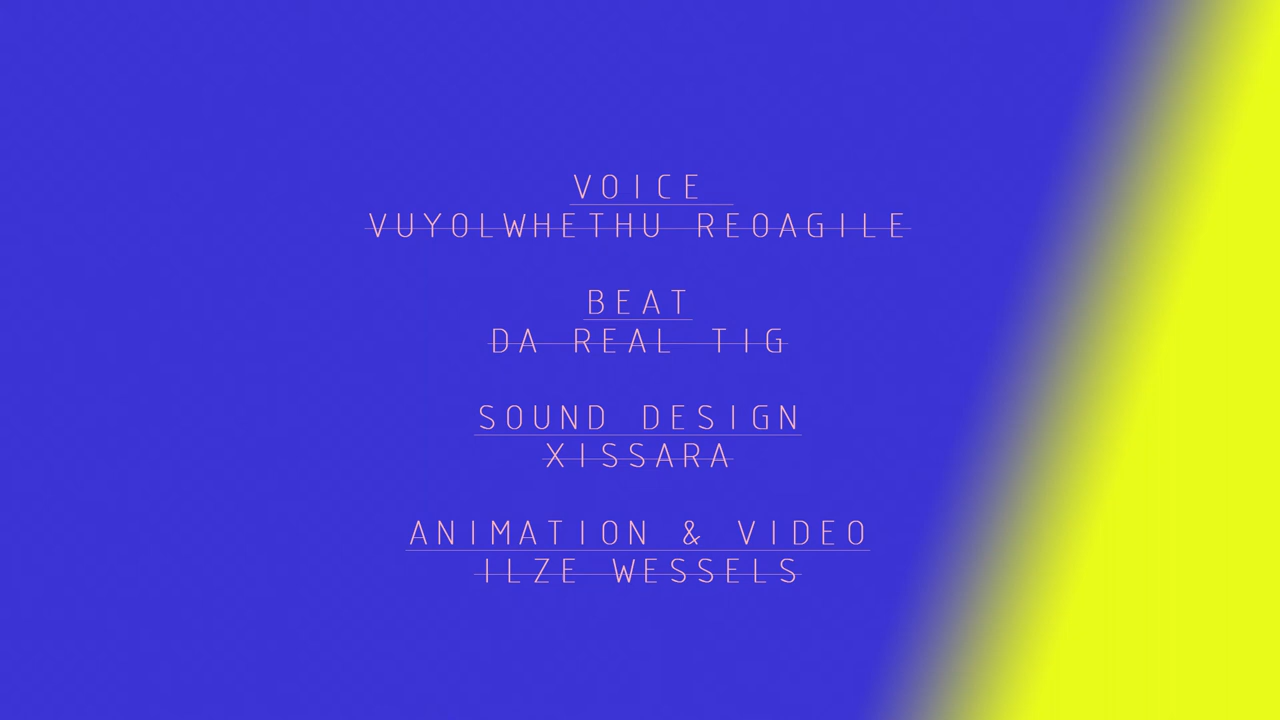 VOICE
VUYOLWHETHU REOAGILE
BEAT
DA REAL TIG
SOUND DESIGN
XISSARA
ANIMATION & VIDEO
ILZE WESSELS